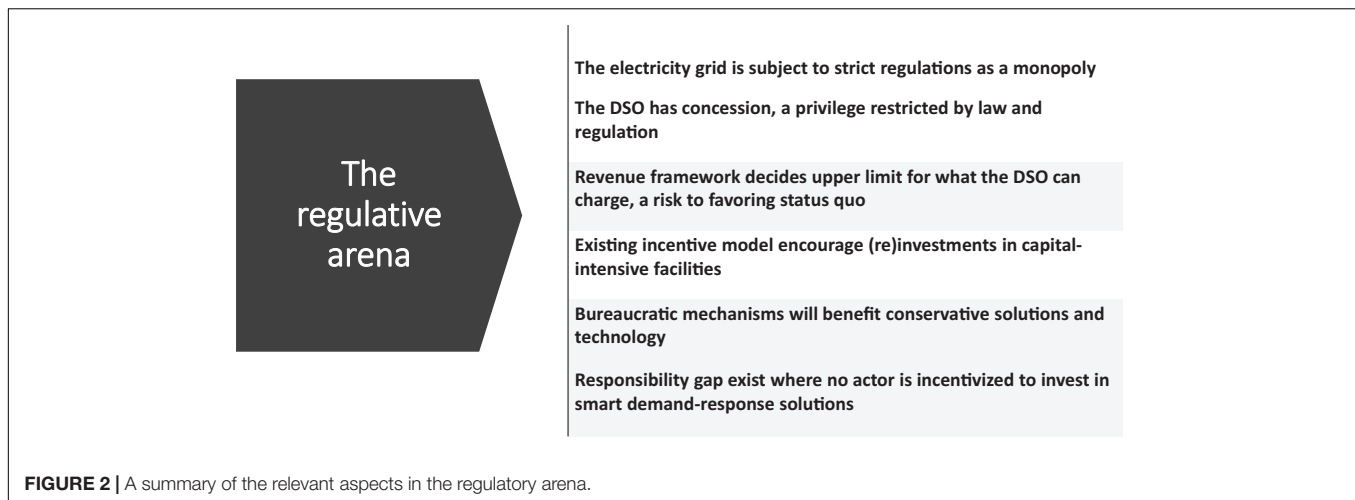 The
regulative
arena
The electricity grid is subject to strict regulations as a monopoly
The DSO has concession, a privilege restricted by law and
regulation
Revenue framework decides upper limit for what the DSO can
charge, a risk to favoring status quo
Existing incentive model encourage (re)investments in capital-
intensive facilities
Bureaucratic mechanisms will benefit conservative solutions and
technology
Responsibility gap exist where no actor is incentivized to invest in
smart demand-response solutions
FIGURE 2 | A summary of the relevant aspects in the regulatory arena.